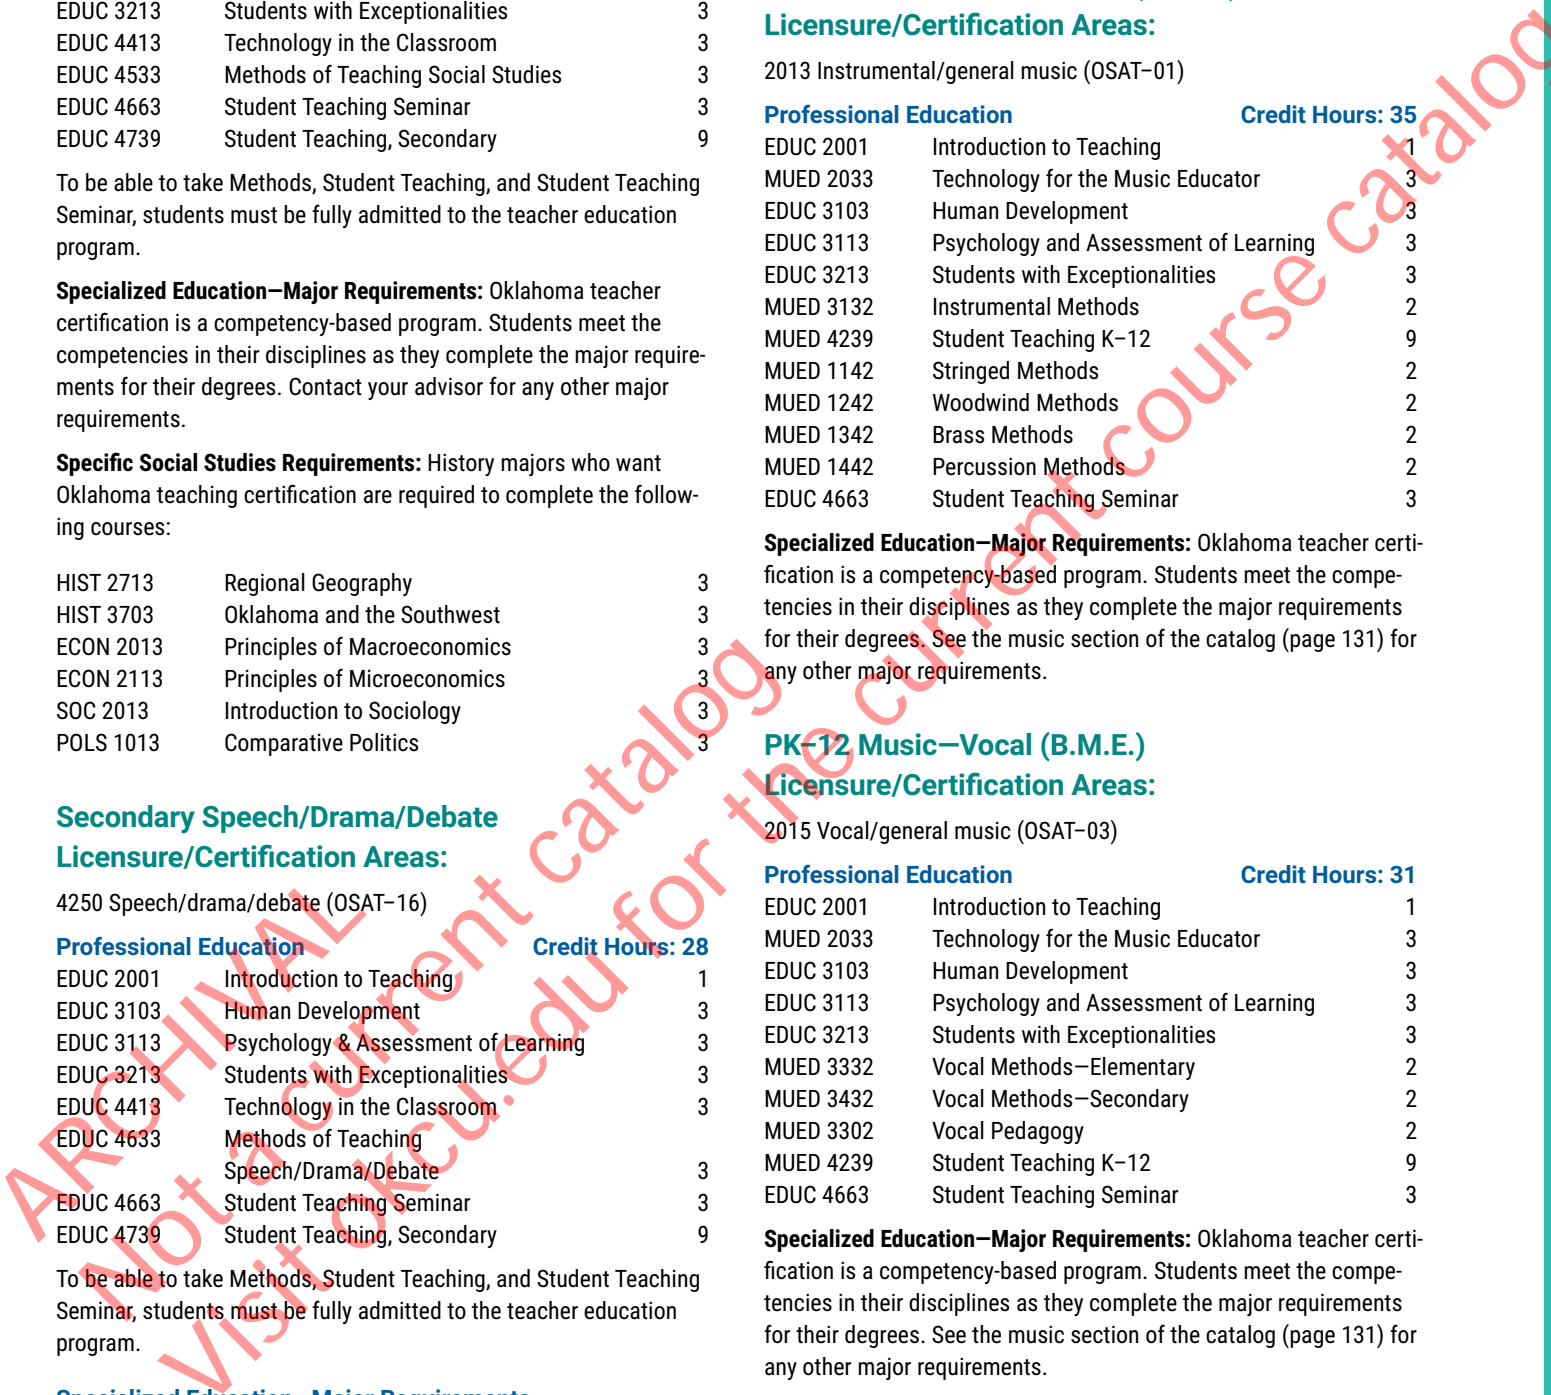 EDUC 3213 Students with Exceptionalities 3
EDUC 4413 Technology in the Classroom 3
EDUC 4533 Methods of Teaching Social Studies 3
EDUC 4663 Student Teaching Seminar 3
EDUC 4739 Student Teaching, Secondary 9
To be able to take Methods, Student Teaching, and Student Teaching
Seminar, students must be fully admitted to the teacher education
program.
Specialized Education—Major Requirements: Oklahoma teacher
certification is a competency-based program. Students meet the
competencies in their disciplines as they complete the major require-
ments for their degrees. Contact your advisor for any other major
requirements.
Specific Social Studies Requirements: History majors who want
Oklahoma teaching certification are required to complete the follow-
ing courses:
HIST 2713 Regional Geography 3
HIST 3703 Oklahoma and the Southwest 3
ECON 2013 Principles of Macroeconomics 3
ECON 2113 Principles of Microeconomics 3
SOC 2013 Introduction to Sociology 3
POLS 1013 Comparative Politics 3
Secondary Speech/Drama/Debate
Licensure/Certification Areas:
4250 Speech/drama/debate (OSAT–16)
Professional Education Credit Hours: 28
EDUC 2001 Introduction to Teaching 1
EDUC 3103 Human Development 3
EDUC 3113 Psychology & Assessment of Learning 3
EDUC 3213 Students with Exceptionalities 3
EDUC 4413 Technology in the Classroom 3
EDUC 4633 Methods of Teaching
Speech/Drama/Debate 3
EDUC 4663 Student Teaching Seminar 3
EDUC 4739 Student Teaching, Secondary 9
To be able to take Methods, Student Teaching, and Student Teaching
Seminar, students must be fully admitted to the teacher education
program.
Specialized Education—Major Requirements
Licensure/Certification Areas:
2013 Instrumental/general music (OSAT–01)
Professional Education Credit Hours: 35
EDUC 2001 Introduction to Teaching 1
MUED 2033 Technology for the Music Educator 3
EDUC 3103 Human Development 3
EDUC 3113 Psychology and Assessment of Learning 3
EDUC 3213 Students with Exceptionalities 3
MUED 3132 Instrumental Methods 2
MUED 4239 Student Teaching K–12 9
MUED 1142 Stringed Methods 2
MUED 1242 Woodwind Methods 2
MUED 1342 Brass Methods 2
MUED 1442 Percussion Methods 2
EDUC 4663 Student Teaching Seminar 3
Specialized Education—Major Requirements: Oklahoma teacher certi-
fication is a competency-based program. Students meet the compe-
tencies in their disciplines as they complete the major requirements
for their degrees. See the music section of the catalog (page 131) for
any other major requirements.
PK–12 Music—Vocal (B.M.E.)
Licensure/Certification Areas:
2015 Vocal/general music (OSAT–03)
Professional Education Credit Hours: 31
EDUC 2001 Introduction to Teaching 1
MUED 2033 Technology for the Music Educator 3
EDUC 3103 Human Development 3
EDUC 3113 Psychology and Assessment of Learning 3
EDUC 3213 Students with Exceptionalities 3
MUED 3332 Vocal Methods—Elementary 2
MUED 3432 Vocal Methods—Secondary 2
MUED 3302 Vocal Pedagogy 2
MUED 4239 Student Teaching K–12 9
EDUC 4663 Student Teaching Seminar 3
Specialized Education—Major Requirements: Oklahoma teacher certi-
fication is a competency-based program. Students meet the compe-
tencies in their disciplines as they complete the major requirements
for their degrees. See the music section of the catalog (page 131) for
any other major requirements.
ARCHIVAL
Not a current catalog
Visit okcu.edu for the current course catalog